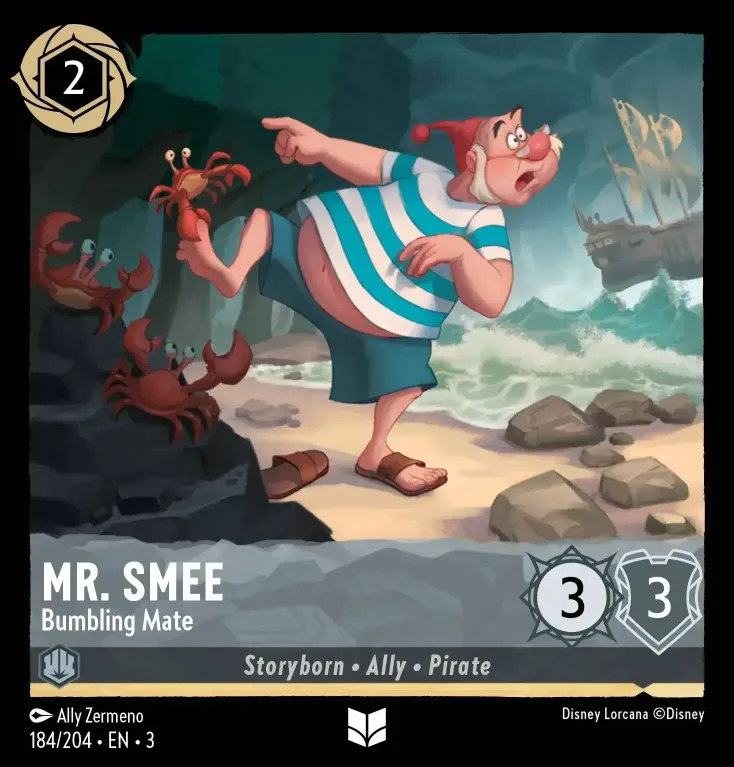 2
MR. SMEE
Bumbling Mate
3 3
Storyborn • Ally • Pirate
Ally Zermeno
Disney Lorcana ©Disney
184/204 • EN • 3